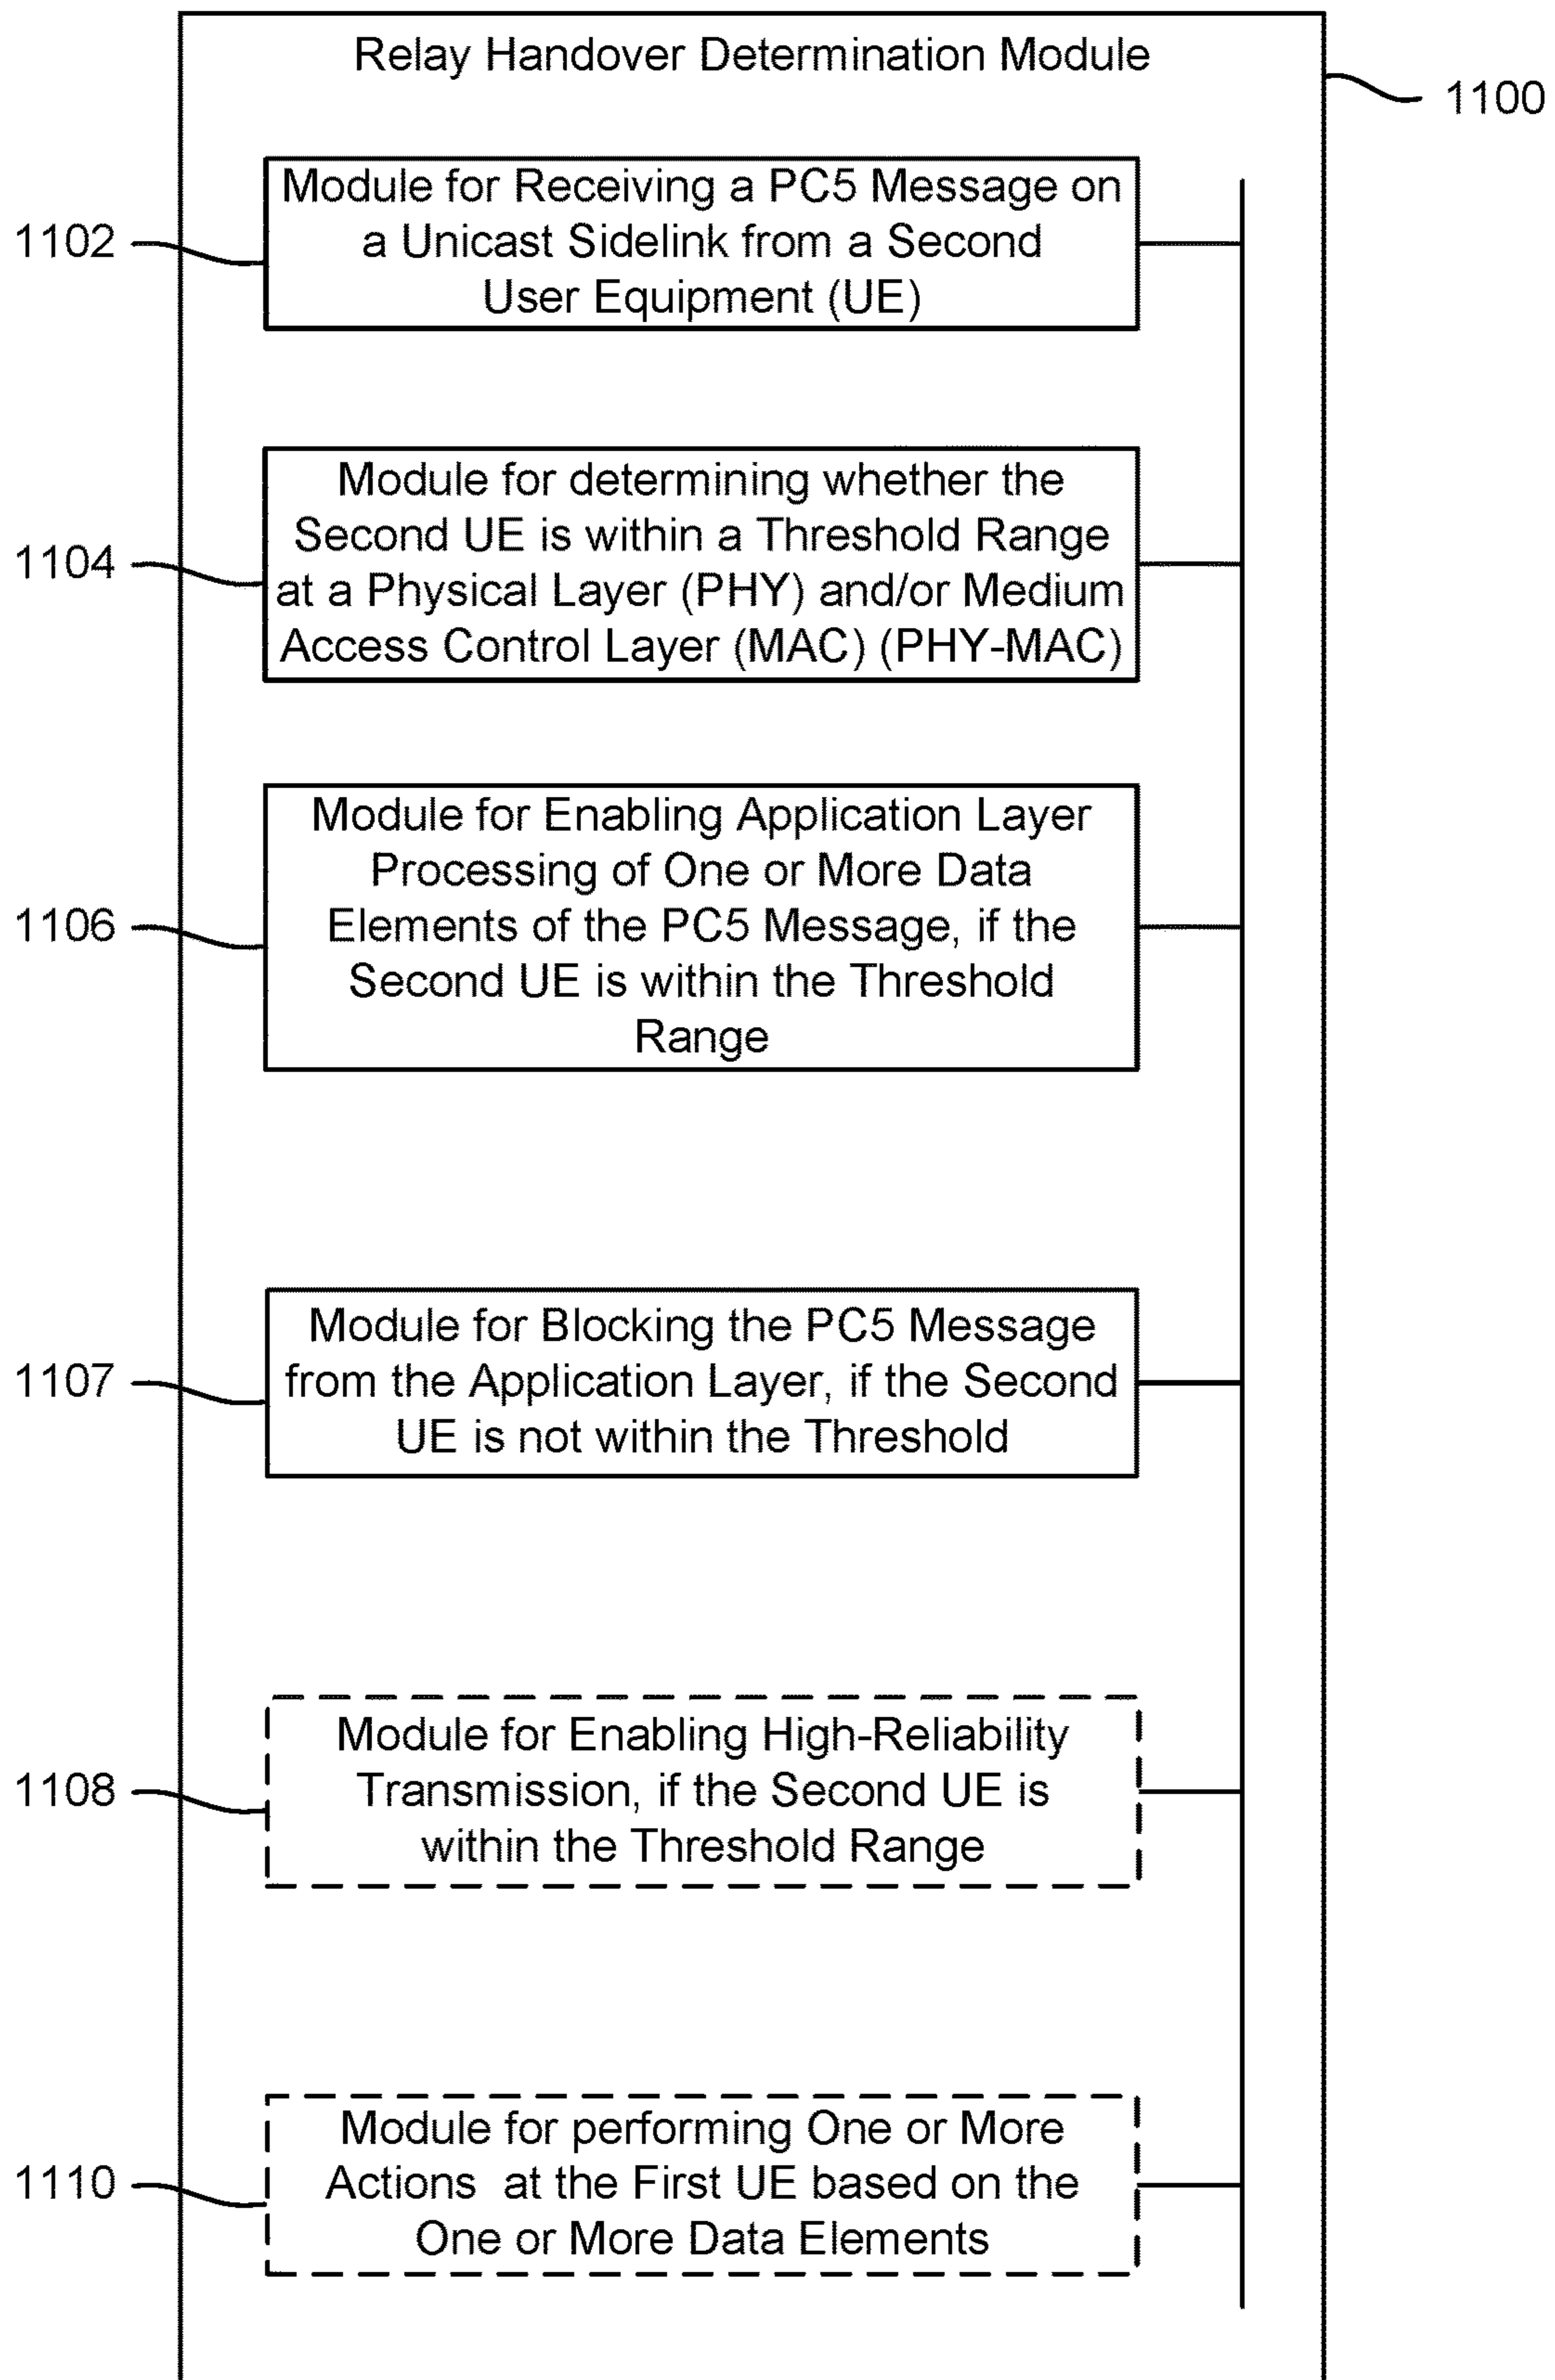 Relay Handover Determination Module
1100
1102
Module for Receiving a PC5 Message on
a Unicast Sidelink from a Second
User Equipment (UE)
1104
Module for determining whether the
Second UE is within a Threshold Range
at a Physical Layer (PHY) and/or Medium
Access Control Layer (MAC) (PHY-MAC)
1106
Module for Enabling Application Layer
Processing of One or More Data
Elements of the PC5 Message, if the
Second UE is within the Threshold
Range
1107
Module for Blocking the PC5 Message
from the Application Layer, if the Second
UE is not within the Threshold
1108
Module for Enabling High-Reliability
Transmission, if the Second UE is
within the Threshold Range
1110
Module for performing One or More
Actions at the First UE based on the
One or More Data Elements